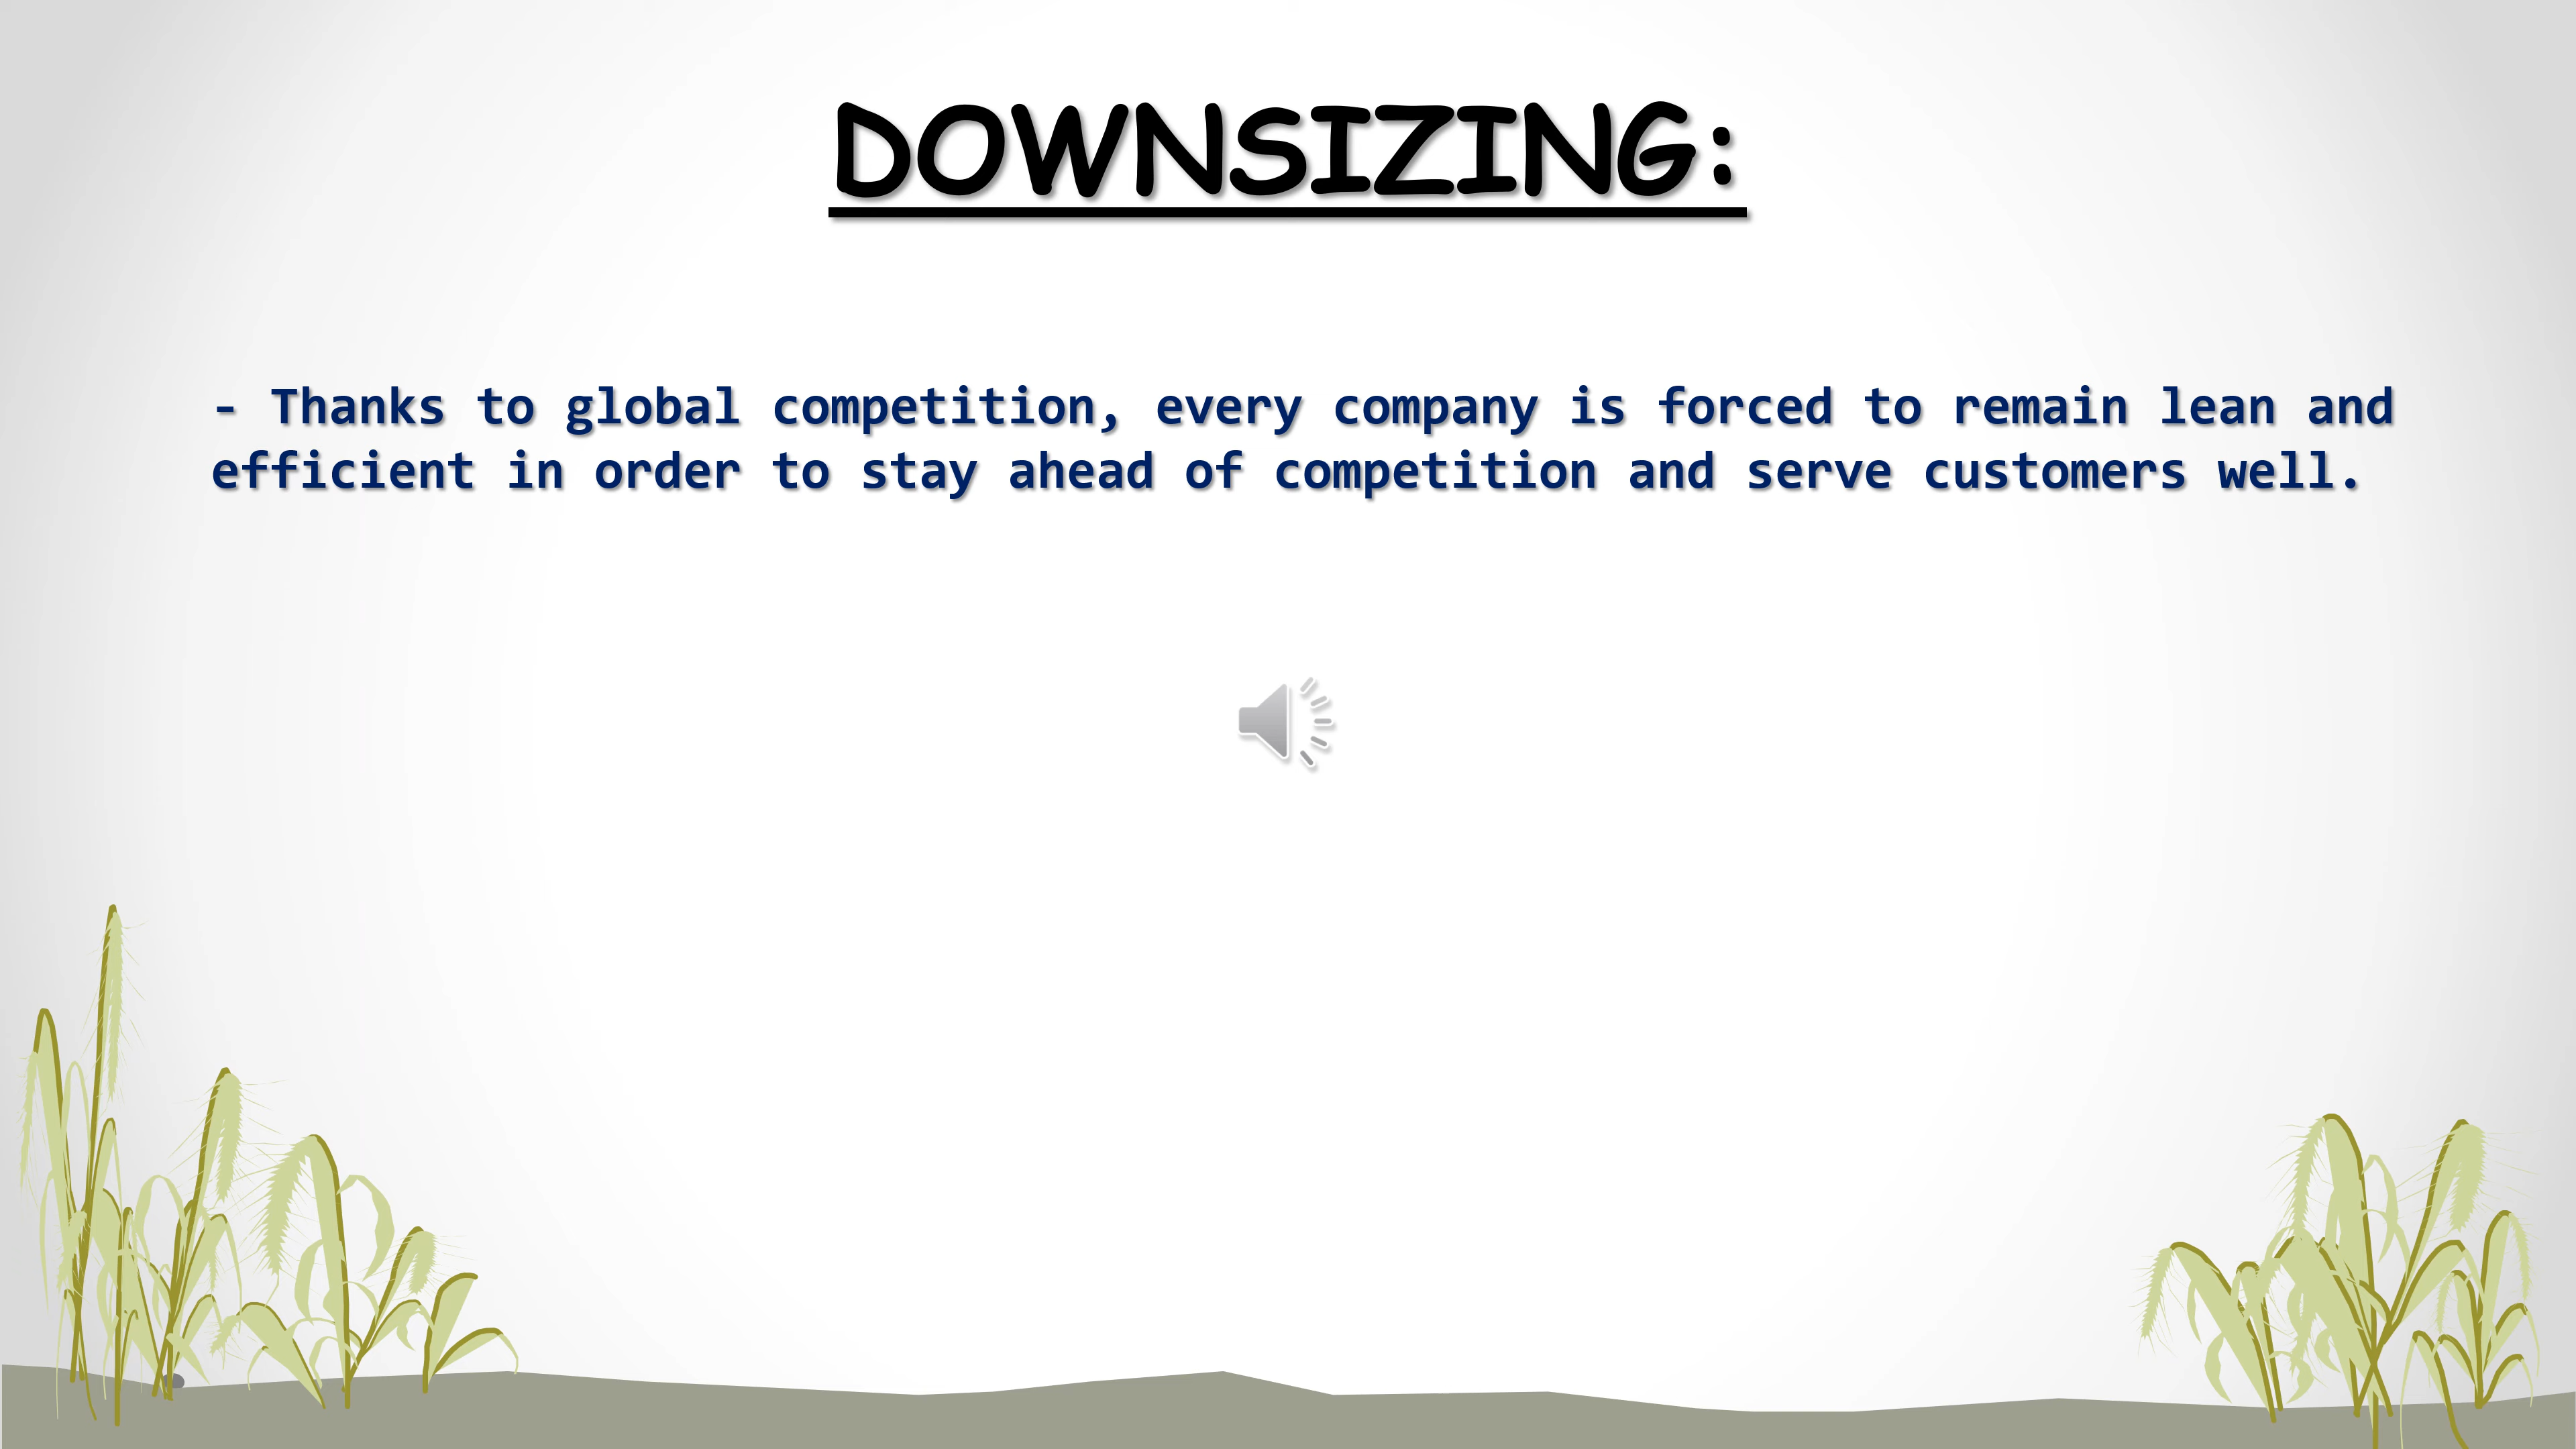 DOWNSIZING:
- Thanks to global competition, every company is forced to remain lean and
efficient in order to stay ahead of competition and serve customers well.